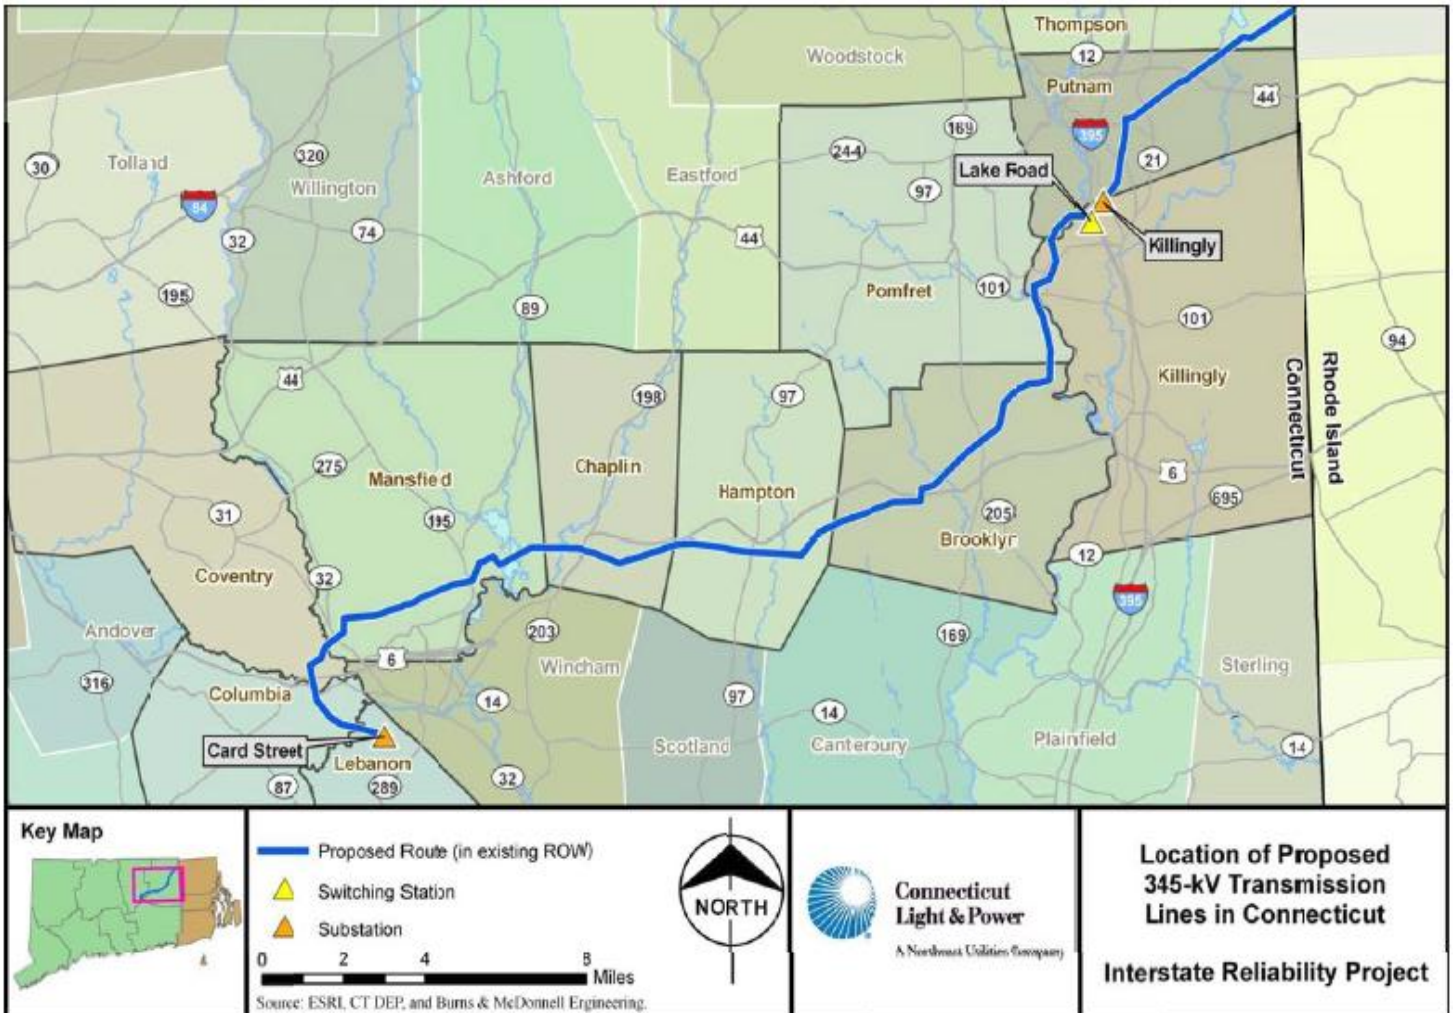 Thompson
Woodstock
12
Putnam
44
395
169
244
21
Lake Road
320
30
Tolland
Willington
Ashford
Eastford
97
84
32
74
44
Killingly
195
89
Pomfret
101
101
94
Rhode Island
Connecticut
44
198
97
Killingly
275
Mansfield
Chaplin
Hampton
6
695
31
195
205
Brooklyn
12
Coventry
32
395
Andover
203
169
6
Windham
Sterling
316
Columbia
14
97
14
Scotland
Canterbury
Plainfield
14
Card Street
Lebanon
32
87
289
Key Map
Proposed Route (in existing ROW)
Switching Station
Substation
0 2 4 8
Miles
Source: ESRI, CT DEP, and Burns & McDonnell Engineering.
NORTH
Connecticut
Light & Power
A Northeast Utilities Company
Location of Proposed
345-kV Transmission
Lines in Connecticut
Interstate Reliability Project